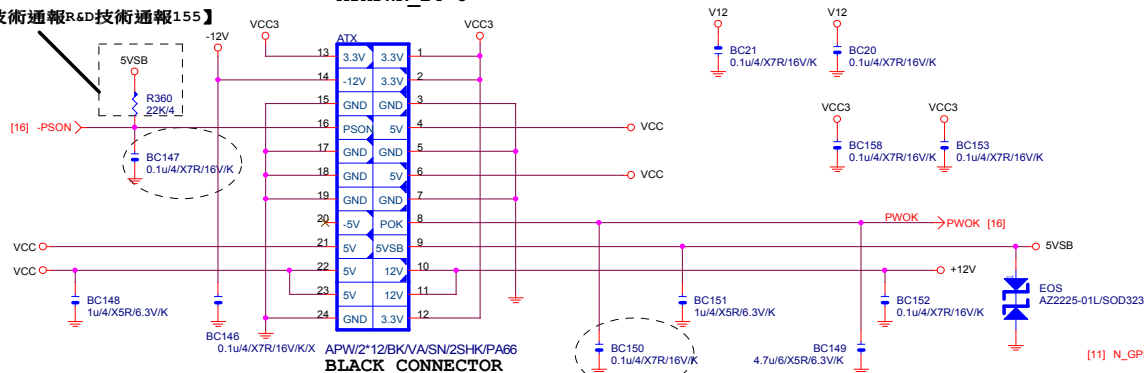 技術通報R&D技術通報155】
VCC3
-12V
5VSB
R360
22K/4
[16] -PSON
BC147
0.1u/4/X7R/16V/K
ATX
VCC3
13 3.3V 3.3V 1
14 -12V 3.3V 2
15 GND GND 3
16 PSON 5V 4
17 GND GND 5
18 GND 5V 6
19 GND GND 7
20 -5V POK 8
21 5V 5VSB 9
22 5V 12V 10
23 5V 12V 11
24 GND 3.3V 12
VCC
VCC
VCC
VCC
BC148
1u/4/X5R/6.3V/K
BC146
0.1u/4/X7R/16V/K/X
APW/2*12/BK/VA/SN/2SHK/PA66
BLACK CONNECTOR
V12
BC21
0.1u/4/X7R/16V/K
V12
BC20
0.1u/4/X7R/16V/K
VCC3
BC158
0.1u/4/X7R/16V/K
VCC3
BC153
0.1u/4/X7R/16V/K
PWOK
PWOK [16]
5VSB
+12V
BC151
1u/4/X5R/6.3V/K
BC152
0.1u/4/X7R/16V/K
EOS
AZ2225-01L/SOD323
BC150
0.1u/4/X7R/16V/K
BC149
4.7u/6/X5R/6.3V/K
[11] N_GP